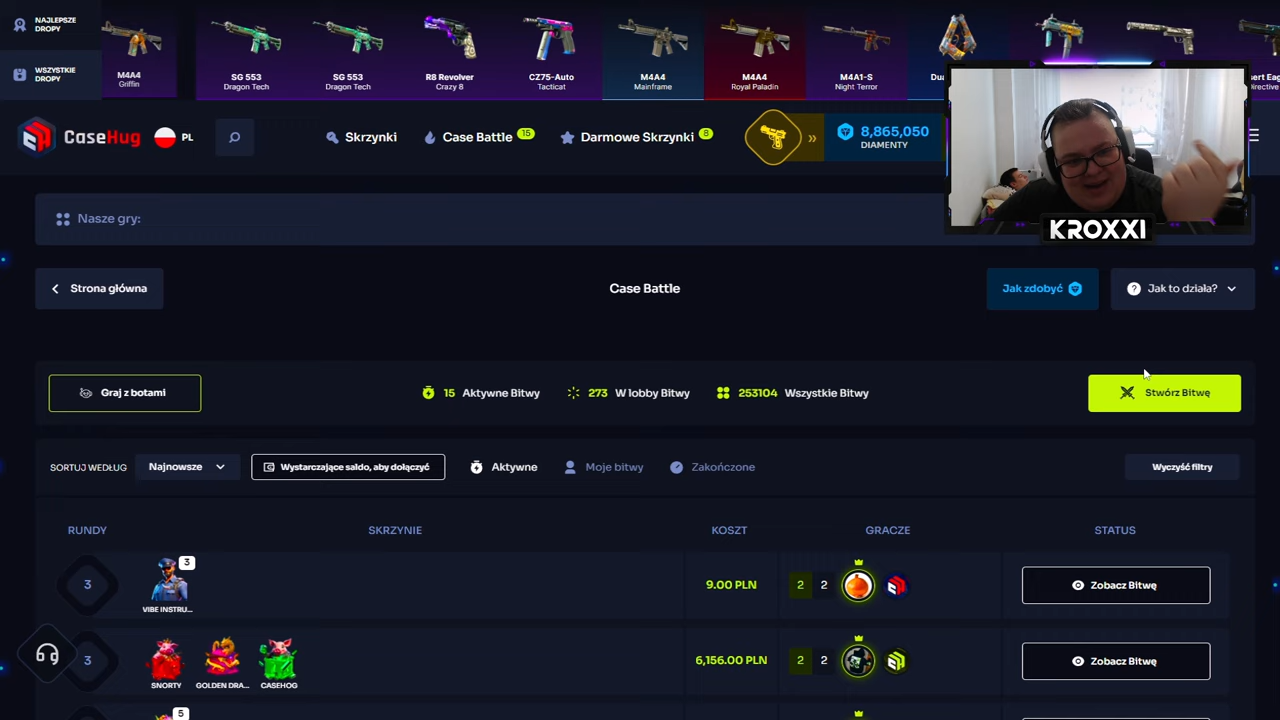 NAJLEPSZE
DROPY
WSZYSTKIE
DROPY
M4A4
Griffin
SG 553
Dragon Tech
SG 553
Dragon Tech
R8 Revolver
Crazy 8
CZ75-Auto
Tacticat
M4A4
Mainframe
M4A4
Royal Paladin
M4A1-S
Night Terror
CaseHug
PL
Skrzynki
Case Battle 15
Darmowe Skrzynki 8
8,865,050
DIAMENTY
KROXXI
Nasze gry:
Strona główna
Case Battle
Jak zdobyć
Jak to działa?
Graj z botami
15 Aktywne Bitwy
273 W lobby Bitwy
253104 Wszystkie Bitwy
Stwórz Bitwę
SORTUJ WEDŁUG
Najnowsze
Wystarczające saldo, aby dołączyć
Aktywne
Moje bitwy
Zakończone
Wyczyść filtry
RUNDY
SKRZYNIE
KOSZT
GRACZE
STATUS
3
3
VIBE INSTRU...
9.00 PLN
2 2
Zobacz Bitwę
3
SNORTY
GOLDEN DRA...
CASEHOG
6,156.00 PLN
2 2
Zobacz Bitwę
5